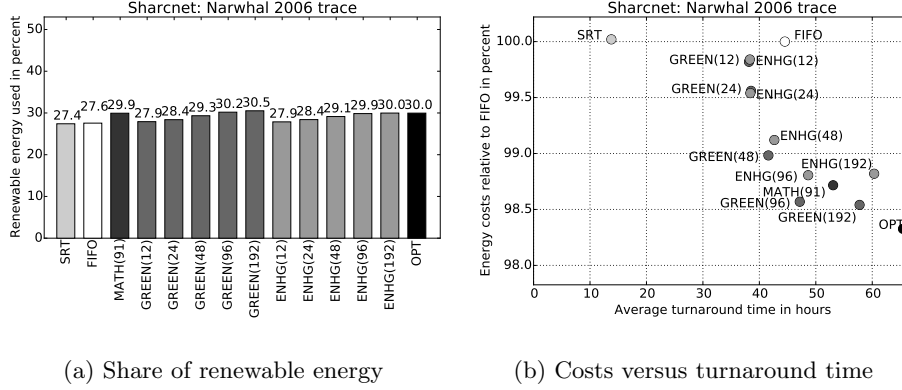 Sharcnet: Narwhal 2006 trace
Renewable energy used in percent
50
40
30
20
10
0
27.4 27.6 29.9 27.9 28.4 29.3 30.2 30.5 27.9 28.4 29.1 29.9 30.0 30.0
SRT
FIFO
MATH(91)
GREEN(12)
GREEN(24)
GREEN(48)
GREEN(96)
GREEN(192)
ENHG(12)
ENHG(24)
ENHG(48)
ENHG(96)
ENHG(192)
OPT
(a) Share of renewable energy
Sharcnet: Narwhal 2006 trace
Energy costs relative to FIFO in percent
100.0
99.5
99.0
98.5
98.0
SRT
FIFO
GREEN(12)
ENHG(12)
GREEN(24)
ENHG(24)
ENHG(48)
GREEN(48)
ENHG(192)
ENHG(96)
MATH(91)
GREEN(96)
GREEN(192)
OPT
0 10 20 30 40 50 60
Average turnaround time in hours
(b) Costs versus turnaround time